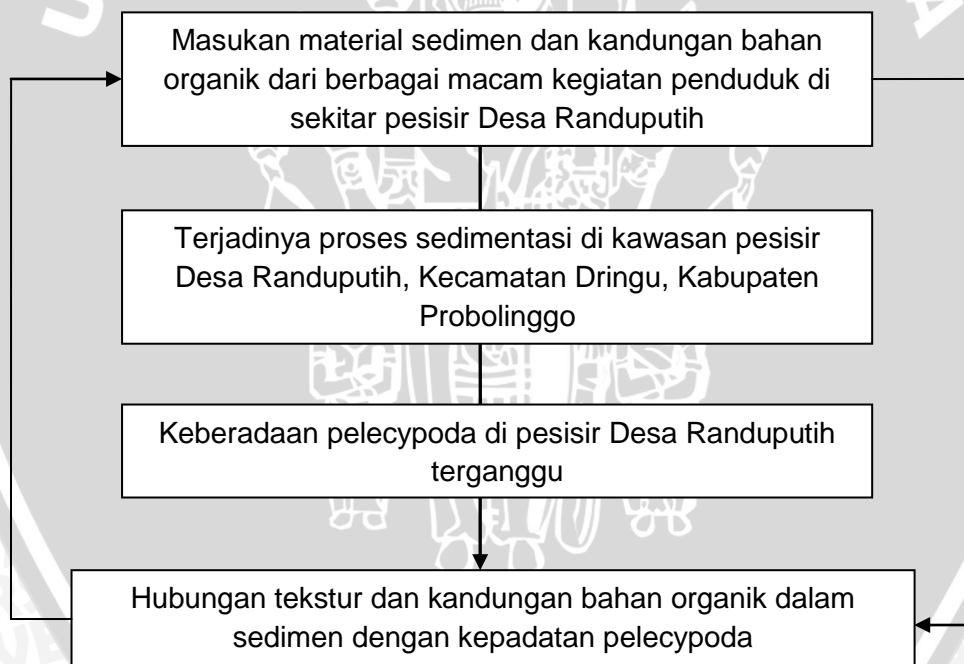 Masukan material sedimen dan kandungan bahan
organik dari berbagai macam kegiatan penduduk di
sekitar pesisir Desa Randuputih
Terjadinya proses sedimentasi di kawasan pesisir
Desa Randuputih, Kecamatan Dringu, Kabupaten
Probolinggo
Keberadaan pelecypoda di pesisir Desa Randuputih
terganggu
Hubungan tekstur dan kandungan bahan organik dalam
sedimen dengan kepadatan pelecypoda